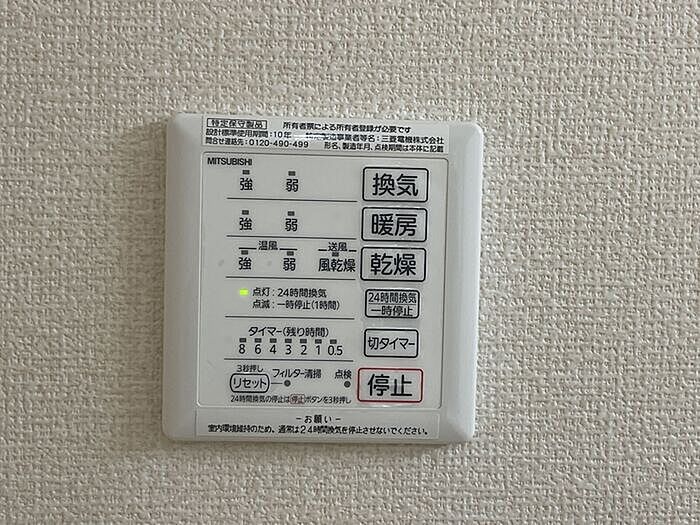 特定保守製品 所有者票による所有者登録が必要です
設計標準使用期間:10年 特定製造事業者等名:三菱電機株式会社
問合せ連絡先:0120-490-499 形名、製造年月、点検期間は本体に記載
MITSUBISHI
強 弱 換気
強 弱 暖房
温風 送風
強 弱 風乾燥 乾燥
点灯:24時間換気
点滅:一時停止(1時間)
24時間換気
一時停止
タイマー(残り時間)
8 6 4 3 2 1 0.5
切タイマー
3秒押し
リセット フィルター清掃 点検
停止
24時間換気の停止は停止ボタンを3秒押し
-お願い-
室内環境維持のため、通常は24時間換気を停止させないでください。